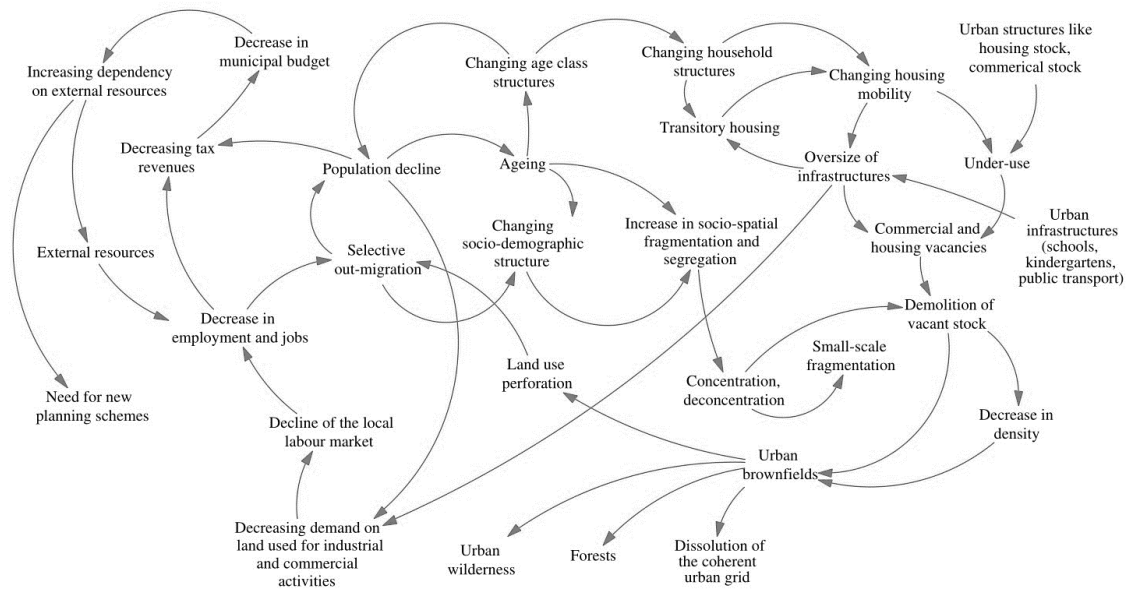 Decrease in
municipal budget
Increasing dependency
on external resources
Changing age class
structures
Changing household
structures
Changing housing
mobility
Urban structures like
housing stock,
commerical stock
Decreasing tax
revenues
Population decline
Ageing
Transitory housing
Oversize of
infrastructures
Under-use
External resources
Selective
out-migration
Changing
socio-demographic
structure
Increase in socio-spatial
fragmentation and
segregation
Commercial and
housing vacancies
Urban
infrastructures
(schools,
kindergartens,
public transport)
Decrease in
employment and jobs
Demolition of
vacant stock
Land use
perforation
Small-scale
fragmentation
Concentration,
deconcentration
Need for new
planning schemes
Decline of the local
labour market
Decrease in
density
Urban
brownfields
Decreasing demand on
land used for industrial
and commercial
activities
Urban
wilderness
Forests
Dissolution of
the coherent
urban grid